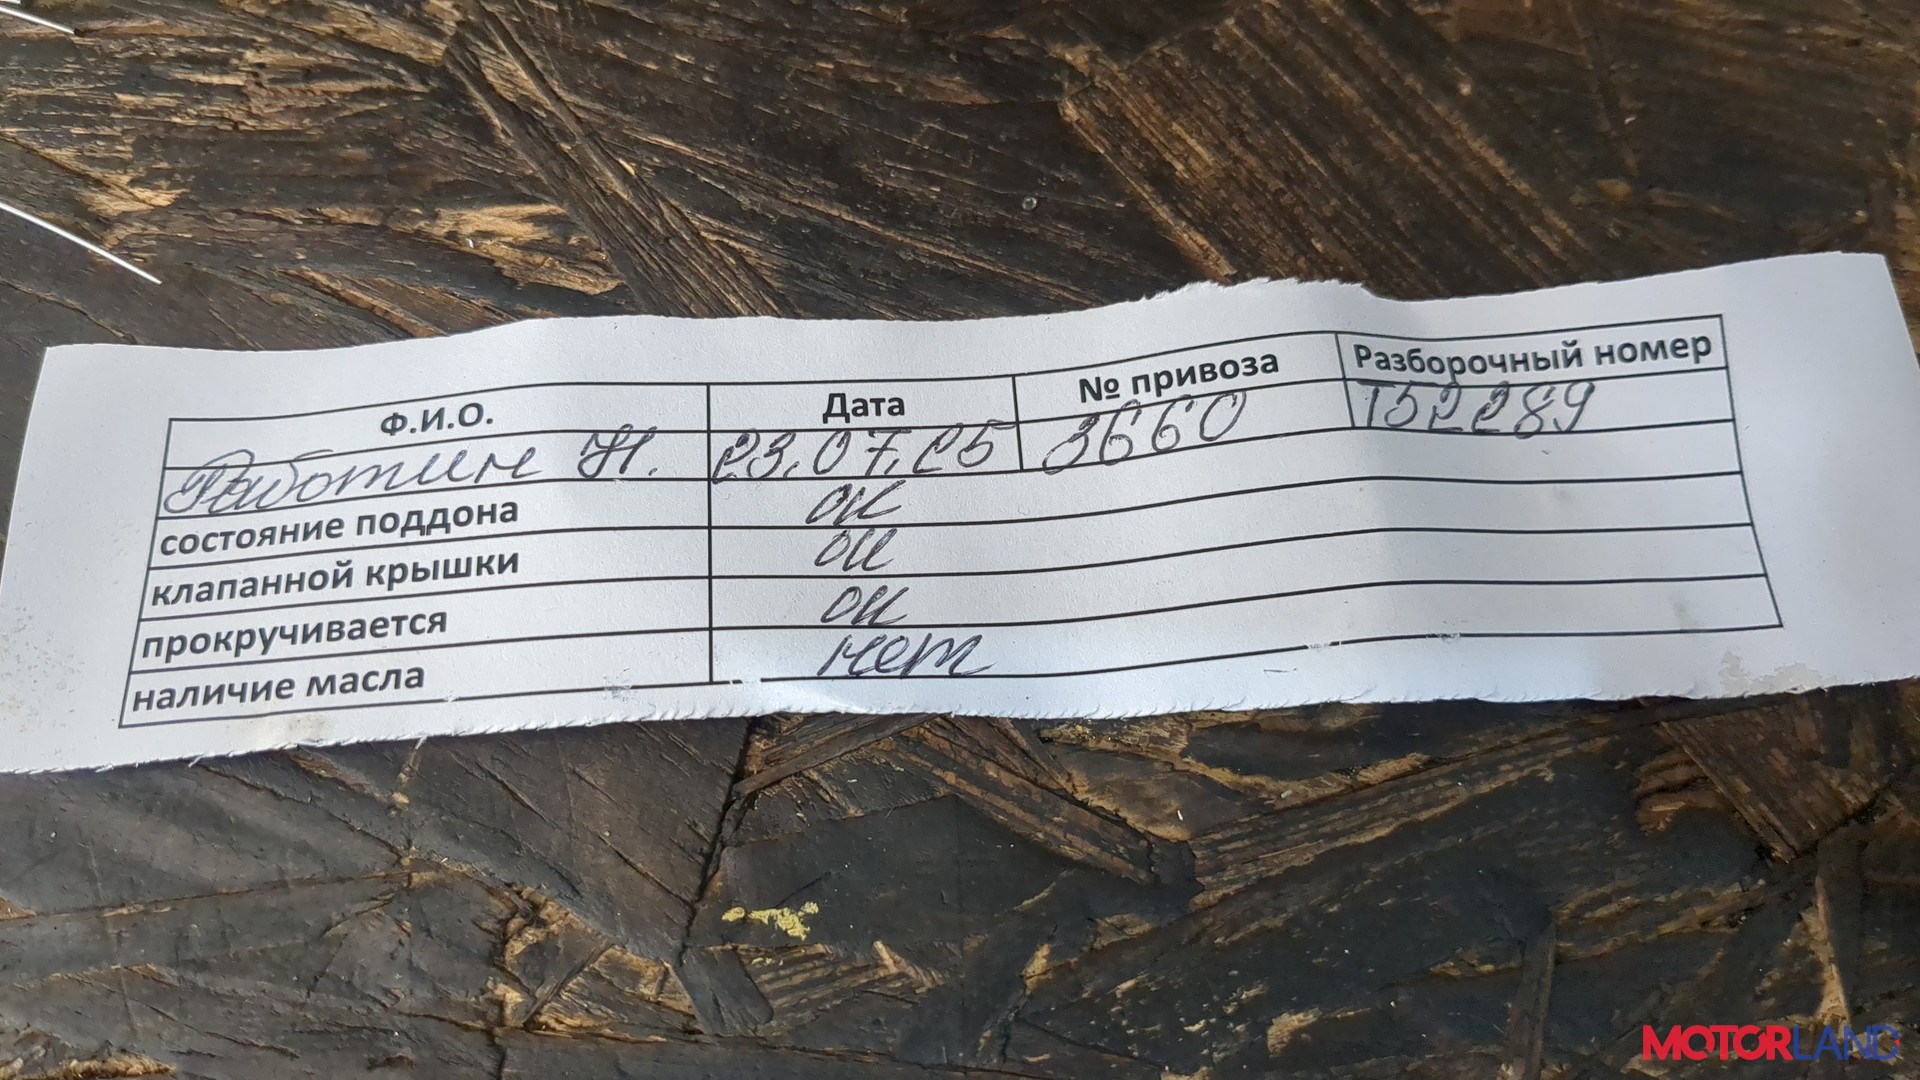 Ф.И.О. Дата № привоза Разборочный номер
Работин Н. 23.07.25 3660 T52289
состояние поддона ок
клапанной крышки ок
прокручивается ок
наличие масла нет
MOTORLAND